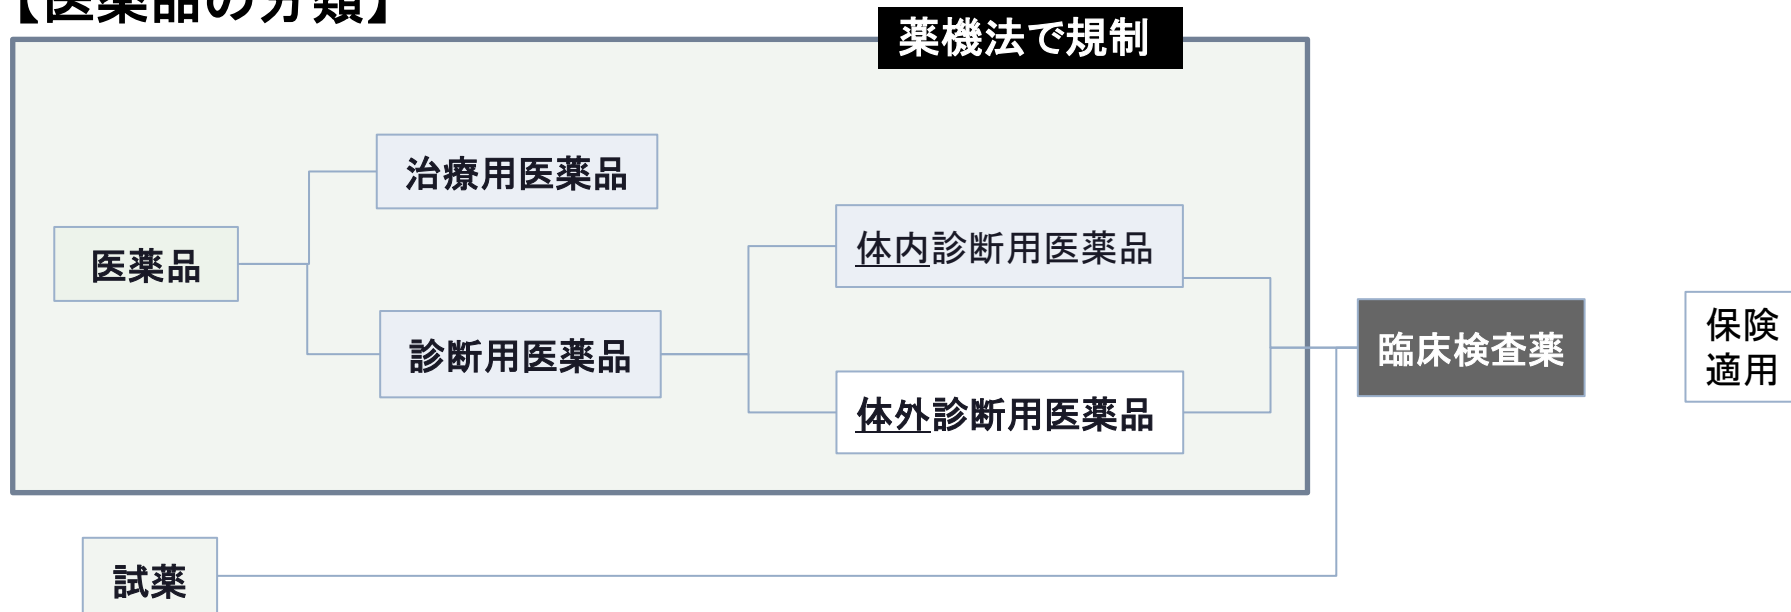 【医薬品の分類】
薬機法で規制
治療用医薬品
医薬品
体内診断用医薬品
診断用医薬品
体外診断用医薬品
臨床検査薬
保険
適用
試薬